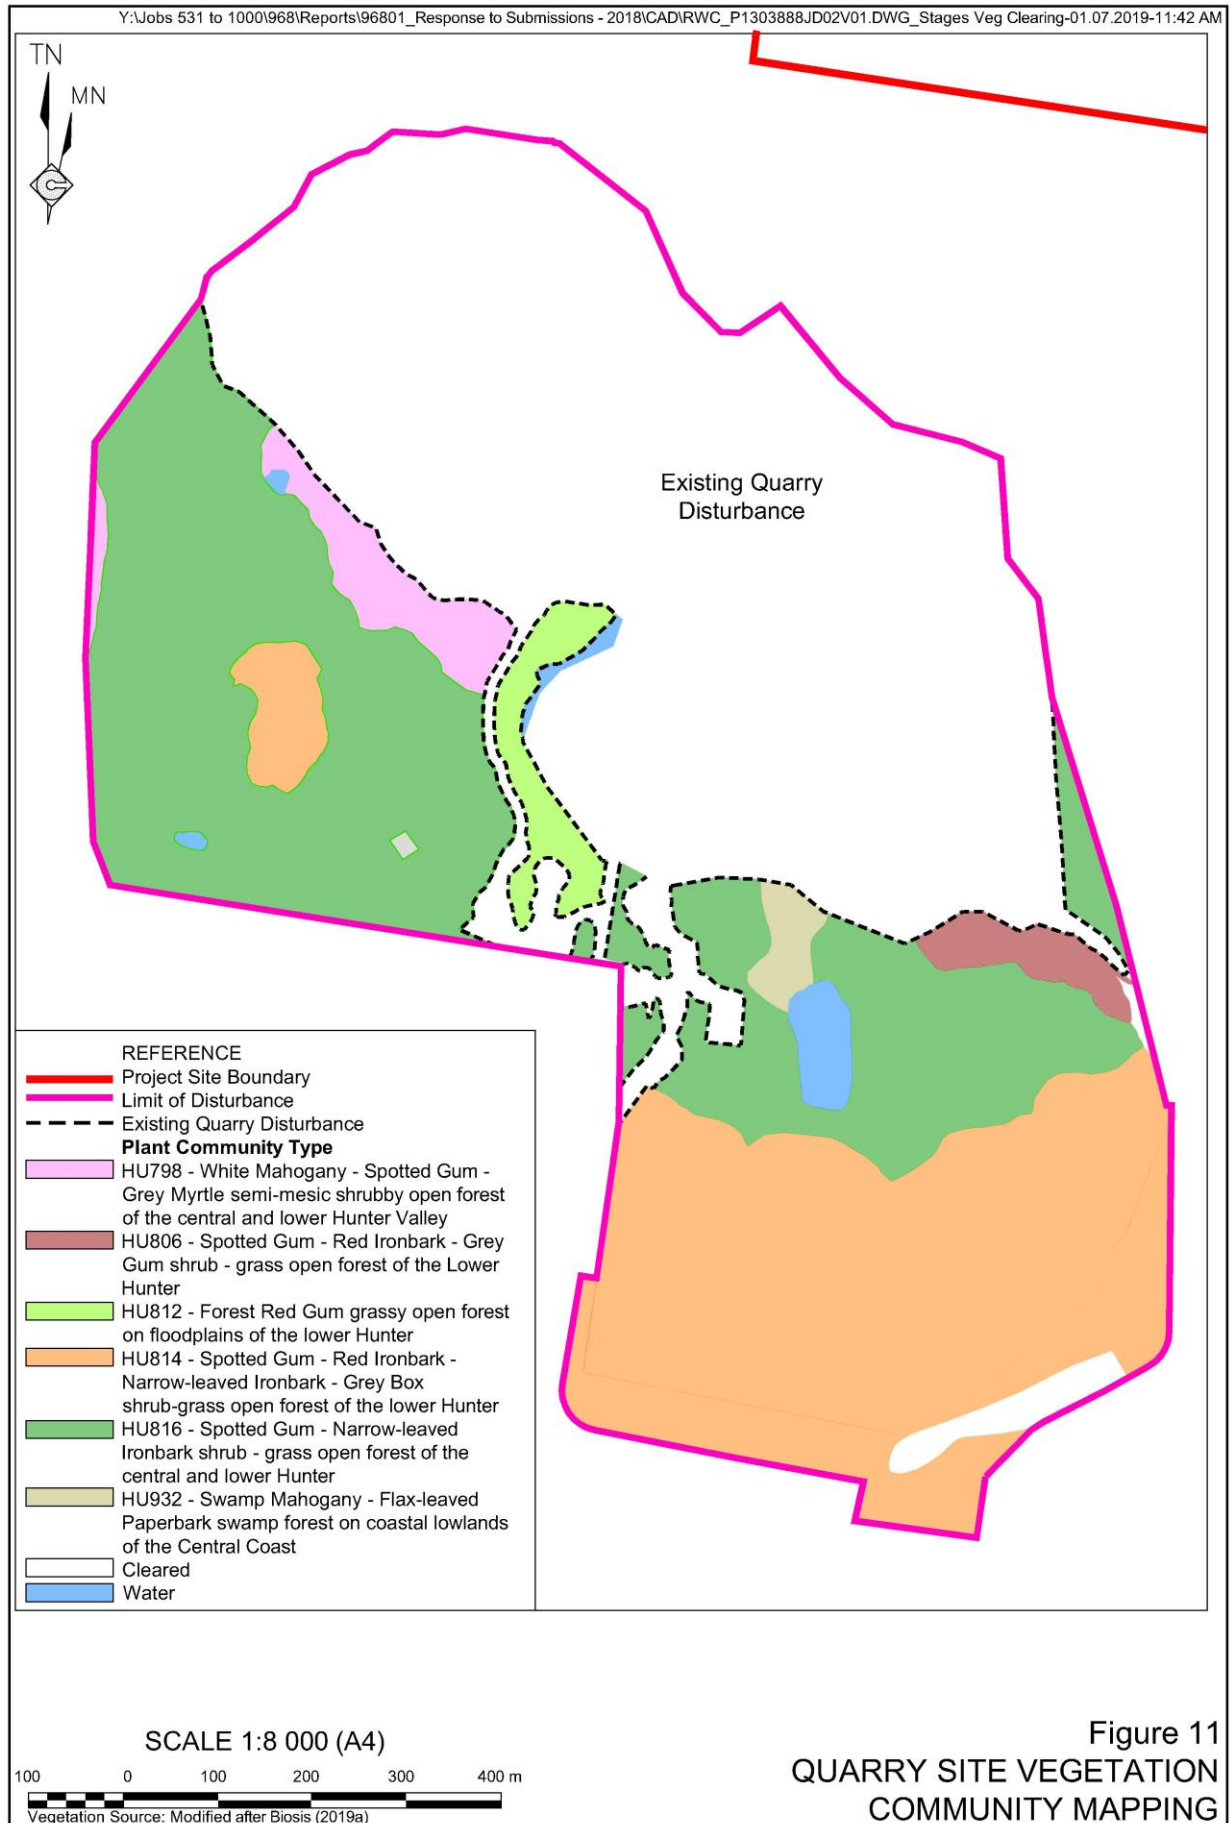 Y:\Jobs 531 to 1000\968\Reports\96801_Response to Submissions - 2018\CAD\RWC_P1303888JD02V01.DWG_Stages Veg Clearing-01.07.2019-11:42 AM
TN
MN
Existing Quarry
Disturbance
REFERENCE
Project Site Boundary
Limit of Disturbance
Existing Quarry Disturbance
Plant Community Type
HU798 - White Mahogany - Spotted Gum -
Grey Myrtle semi-mesic shrubby open forest
of the central and lower Hunter Valley
HU806 - Spotted Gum - Red Ironbark - Grey
Gum shrub - grass open forest of the Lower
Hunter
HU812 - Forest Red Gum grassy open forest
on floodplains of the lower Hunter
HU814 - Spotted Gum - Red Ironbark -
Narrow-leaved Ironbark - Grey Box
shrub-grass open forest of the lower Hunter
HU816 - Spotted Gum - Narrow-leaved
Ironbark shrub - grass open forest of the
central and lower Hunter
HU932 - Swamp Mahogany - Flax-leaved
Paperbark swamp forest on coastal lowlands
of the Central Coast
Cleared
Water
SCALE 1:8 000 (A4)
100 0 100 200 300 400 m
Vegetation Source: Modified after Biosis (2019a)
Figure 11
QUARRY SITE VEGETATION
COMMUNITY MAPPING